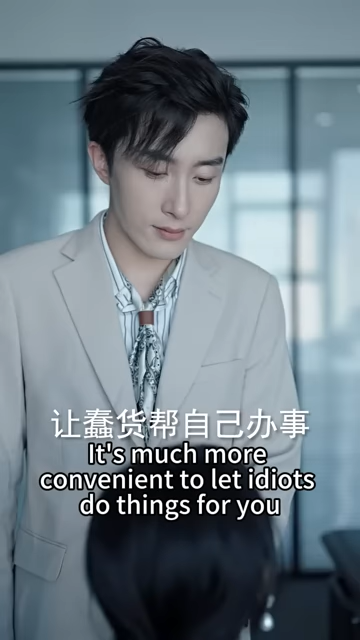 让蠢货帮自己办事
It's much more
convenient to let idiots
do things for you